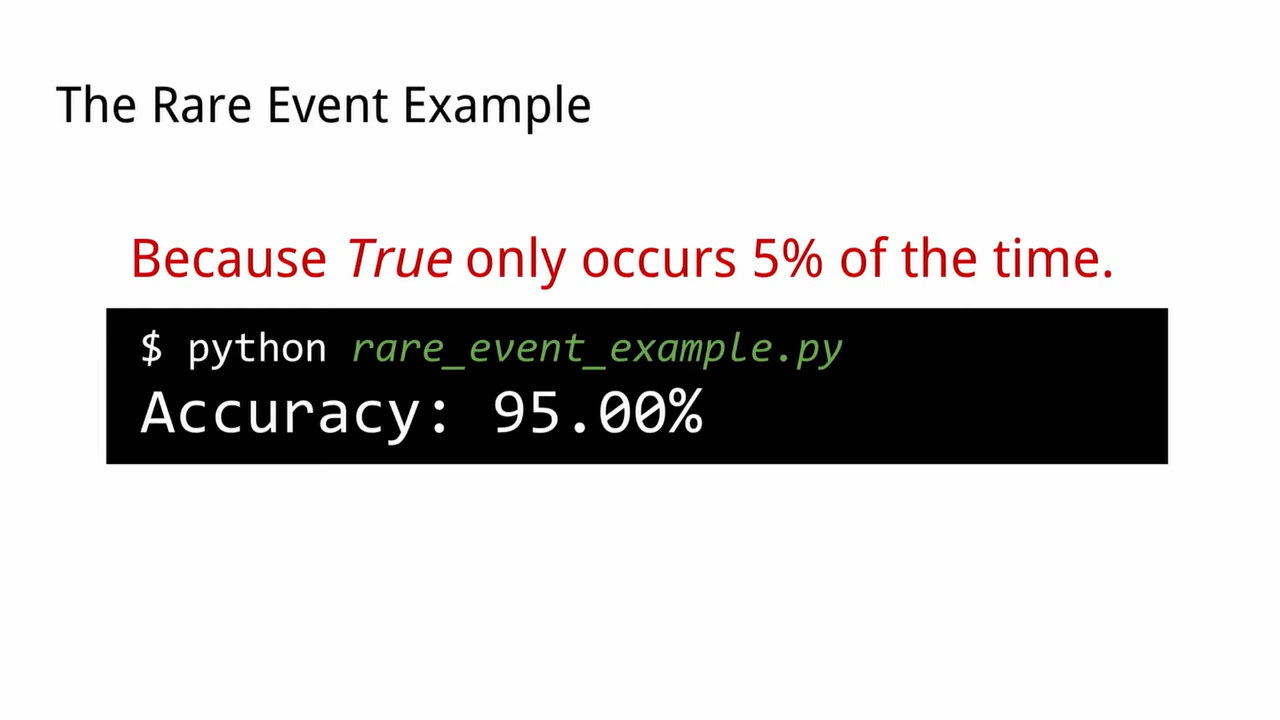 The Rare Event Example
Because True only occurs 5% of the time.
$ python rare_event_example.py
Accuracy: 95.00%